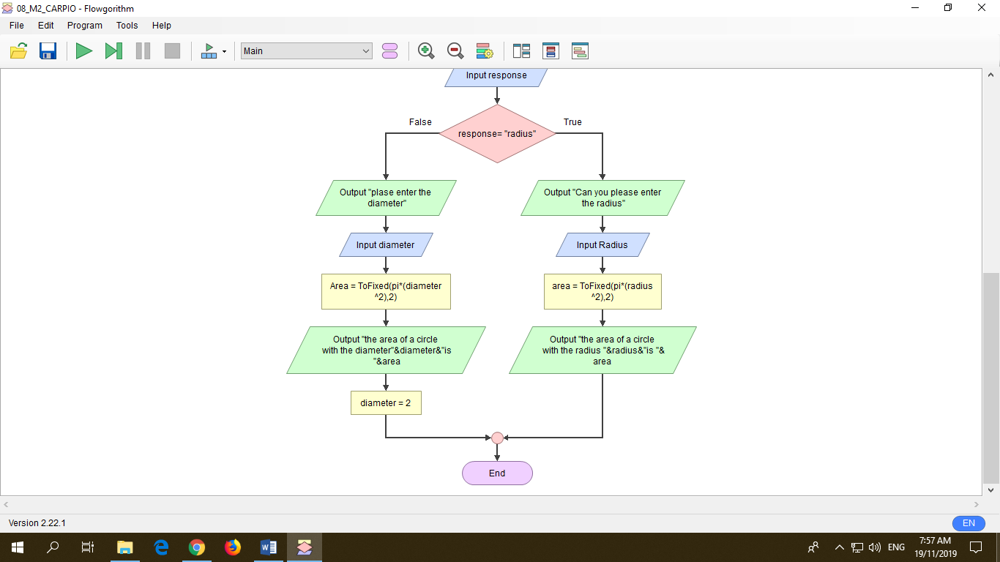 08_M2_CARPIO - Flowgorithm
File Edit Program Tools Help
Main
Input response
False
True
response= "radius"
Output "plase enter the
diameter"
Output "Can you please enter
the radius"
Input diameter
Input Radius
Area = ToFixed(pi*(diameter
^2),2)
area = ToFixed(pi*(radius
^2),2)
Output "the area of a circle
with the diameter"&diameter&"is
"&area
Output "the area of a circle
with the radius "&radius&"is "&
area
diameter = 2
End
Version 2.22.1
EN
ENG
7:57 AM
19/11/2019